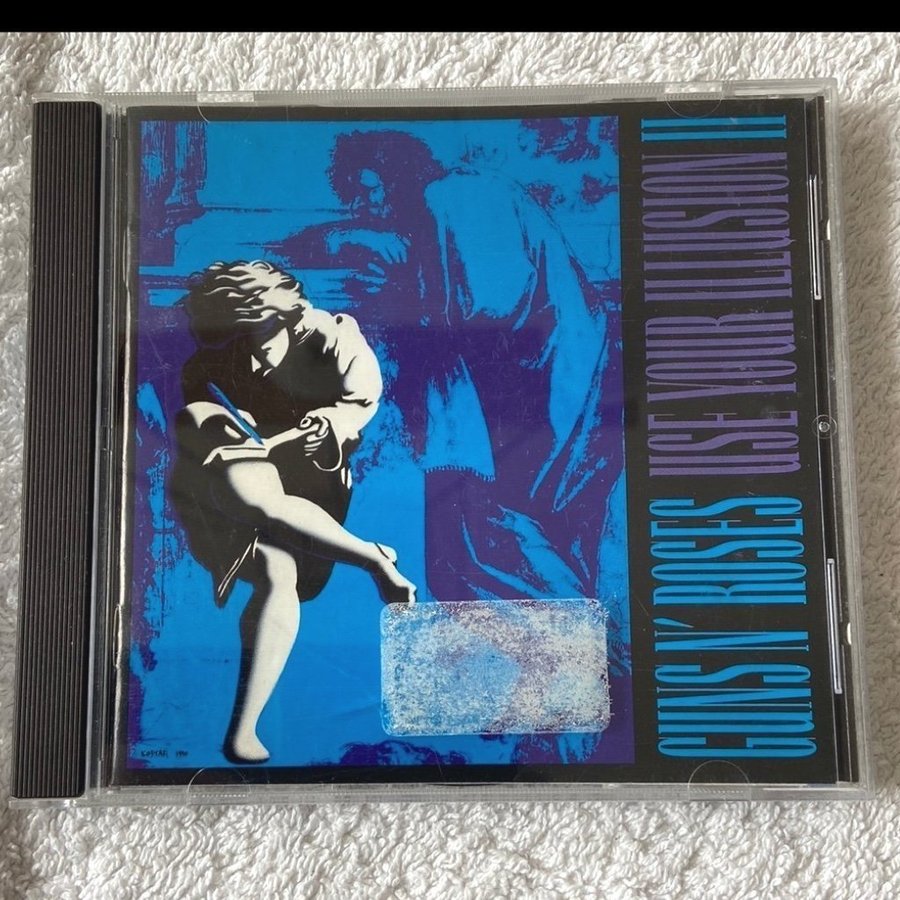 GUNS N' ROSES USE YOUR ILLUSION II
KOSTABI 1990